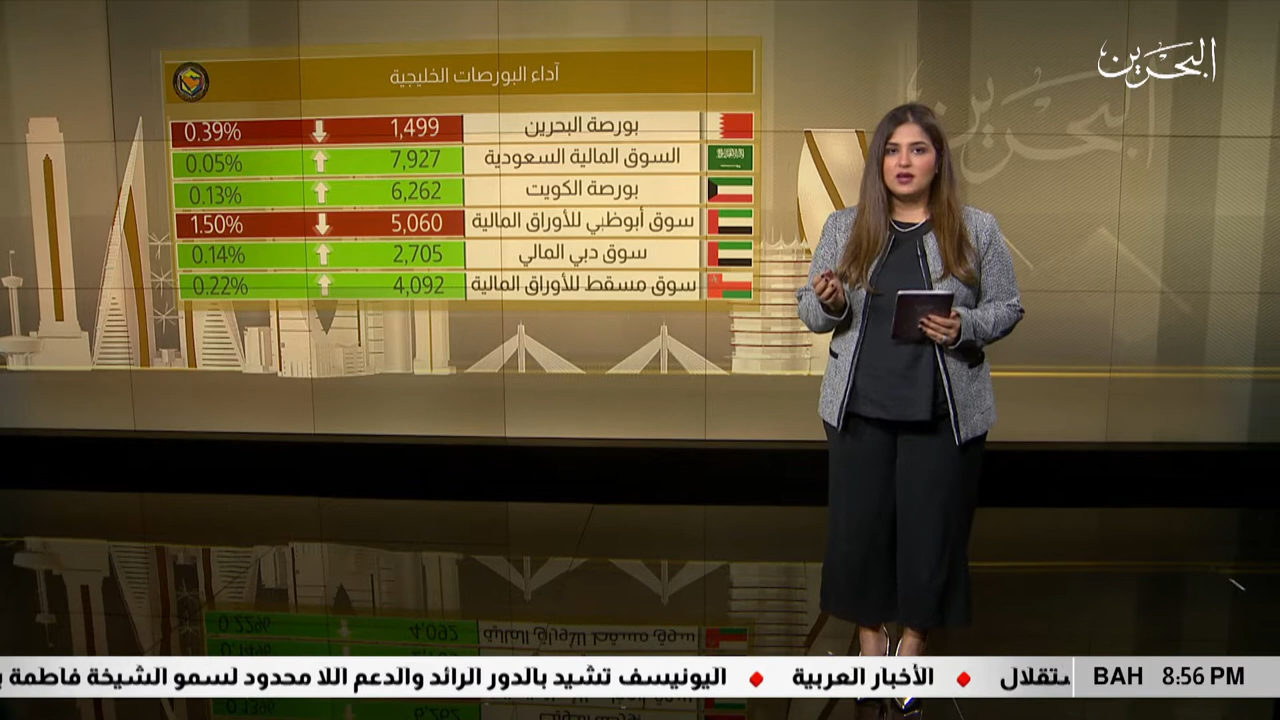 البحرين
آداء البورصات الخليجية
بورصة البحرين 1,499 0.39%
السوق المالية السعودية 7,927 0.05%
بورصة الكويت 6,262 0.13%
سوق أبوظبي للأوراق المالية 5,060 1.50%
سوق دبي المالي 2,705 0.14%
سوق مسقط للأوراق المالية 4,092 0.22%
الأخبار العربية اليونيسف تشيد بالدور الرائد والدعم اللا محدود لسمو الشيخة فاطمة
BAH 8:56 PM